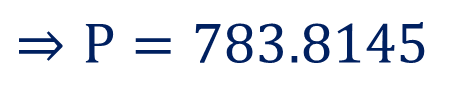 ⇒ P = 783.8145